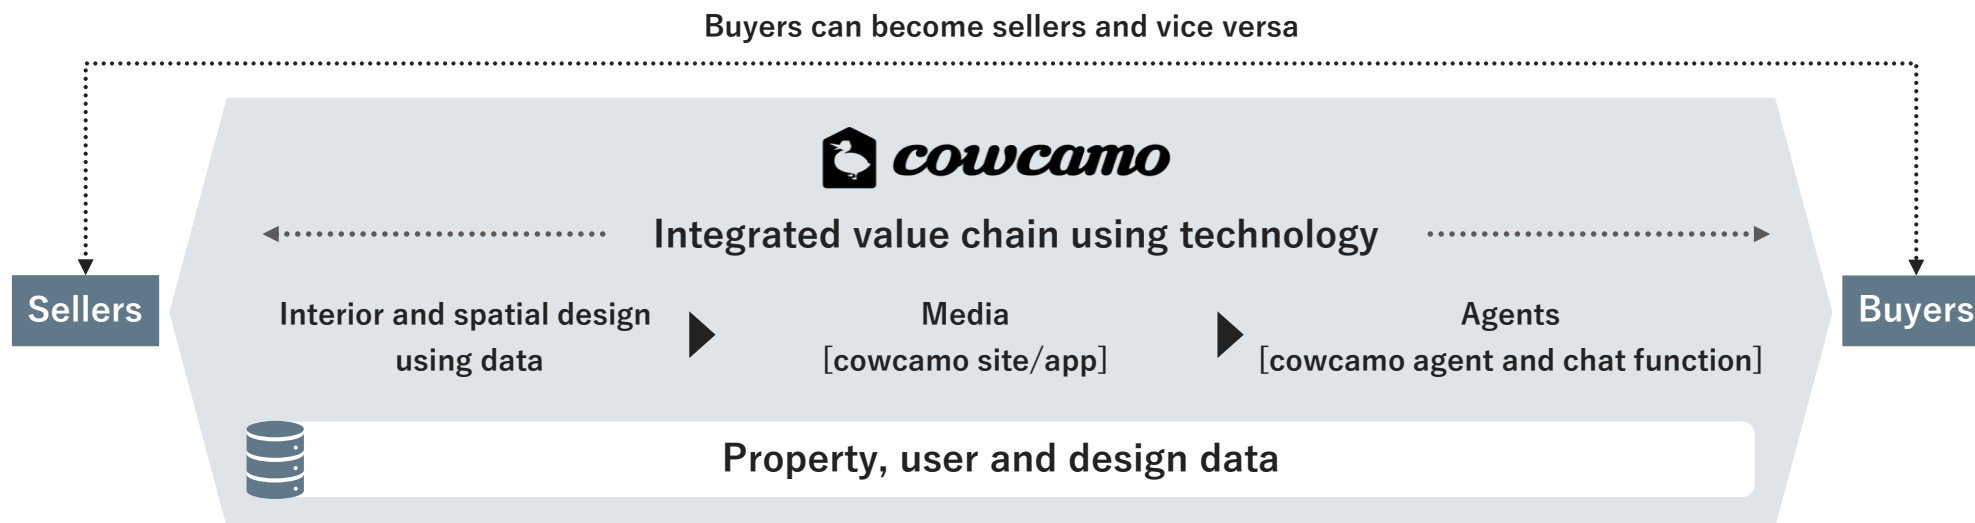 Buyers can become sellers and vice versa
cowcamo
Integrated value chain using technology
Sellers
Interior and spatial design
using data
Media
[cowcamo site/app]
Agents
[cowcamo agent and chat function]
Buyers
Property, user and design data